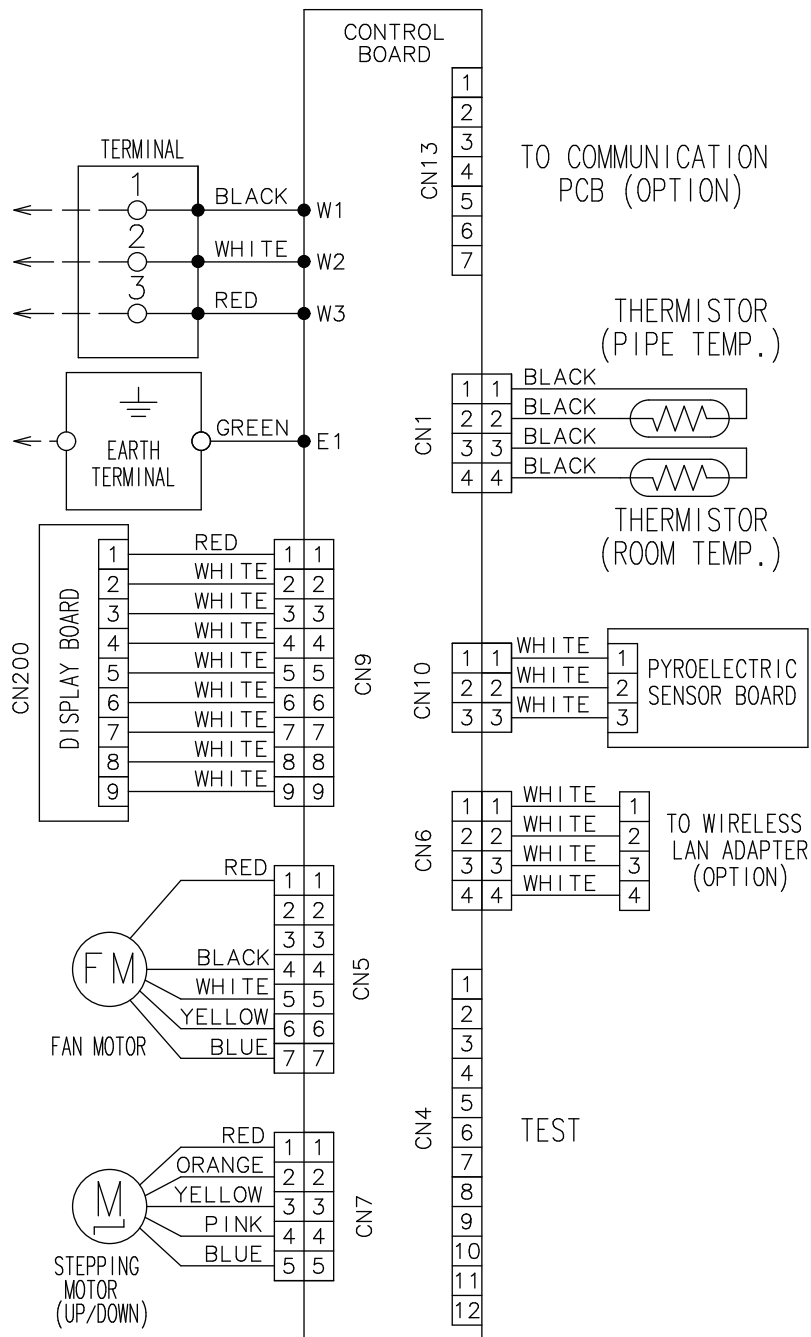 CONTROL
BOARD
CN13
1
2
3
4
5
6
7
TO COMMUNICATION
PCB (OPTION)
TERMINAL
1 BLACK W1
2 WHITE W2
3 RED W3
EARTH
TERMINAL
GREEN E1
THERMISTOR
(PIPE TEMP.)
CN1
1 1 BLACK
2 2 BLACK
3 3 BLACK
4 4 BLACK
THERMISTOR
(ROOM TEMP.)
CN200
DISPLAY BOARD
1 RED 1 1
2 WHITE 2 2
3 WHITE 3 3
4 WHITE 4 4
5 WHITE 5 5
6 WHITE 6 6
7 WHITE 7 7
8 WHITE 8 8
9 WHITE 9 9
CN9
CN10
1 1 WHITE 1
2 2 WHITE 2
3 3 WHITE 3
PYROELECTRIC
SENSOR BOARD
CN6
1 1 WHITE 1
2 2 WHITE 2
3 3 WHITE 3
4 4 WHITE 4
TO WIRELESS
LAN ADAPTER
(OPTION)
FM
FAN MOTOR
RED 1 1
2 2
3 3
BLACK 4 4
WHITE 5 5
YELLOW 6 6
BLUE 7 7
CN5
CN4
1
2
3
4
5
6
7
8
9
10
11
12
TEST
M
STEPPING
MOTOR
(UP/DOWN)
RED 1 1
ORANGE 2 2
YELLOW 3 3
PINK 4 4
BLUE 5 5
CN7